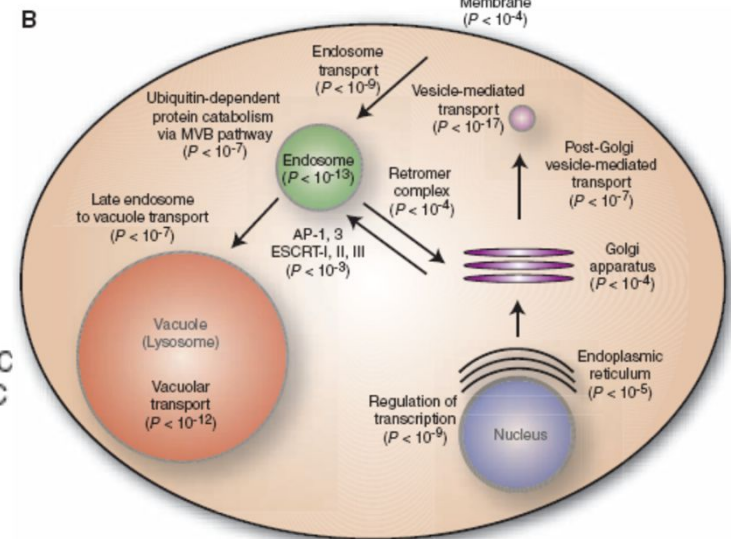 B
Membrane
(P < 10-4)
Endosome
transport
(P < 10-9)
Vesicle-mediated
transport
(P < 10-17)
Ubiquitin-dependent
protein catabolism
via MVB pathway
(P < 10-7)
Post-Golgi
vesicle-mediated
transport
(P < 10-7)
Endosome
(P < 10-13)
Retromer
complex
(P < 10-4)
Late endosome
to vacuole transport
(P < 10-7)
AP-1, 3
ESCRT-I, II, III
(P < 10-3)
Golgi
apparatus
(P < 10-4)
Vacuole
(Lysosome)
Vacuolar
transport
(P < 10-12)
Endoplasmic
reticulum
(P < 10-5)
Regulation of
transcription
(P < 10-9)
Nucleus
C